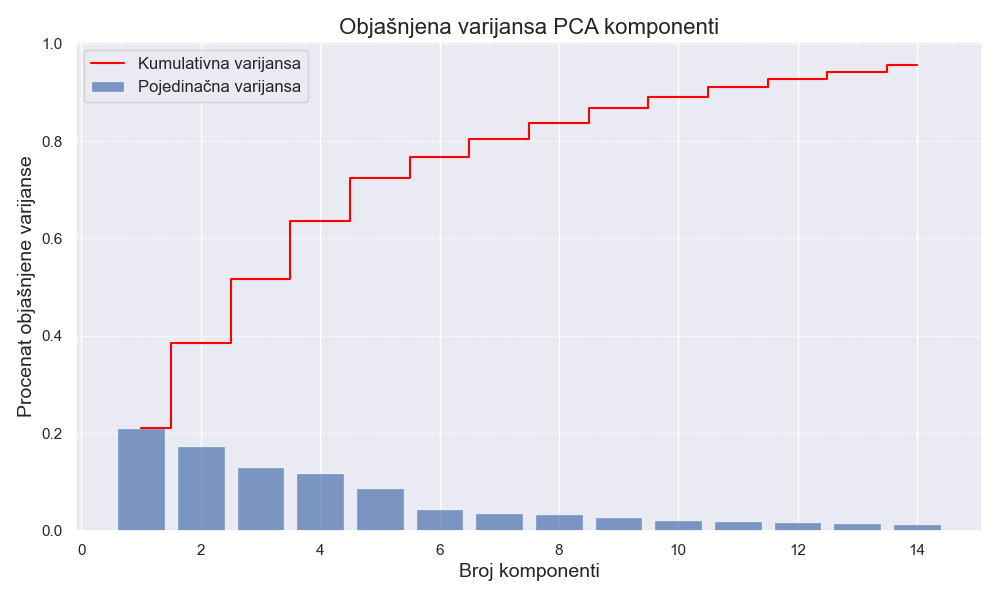 Objašnjena varijansa PCA komponenti
Kumulativna varijansa
Pojedinačna varijansa
Procenat objašnjene varijanse
1.0
0.8
0.6
0.4
0.2
0.0
0 2 4 6 8 10 12 14
Broj komponenti